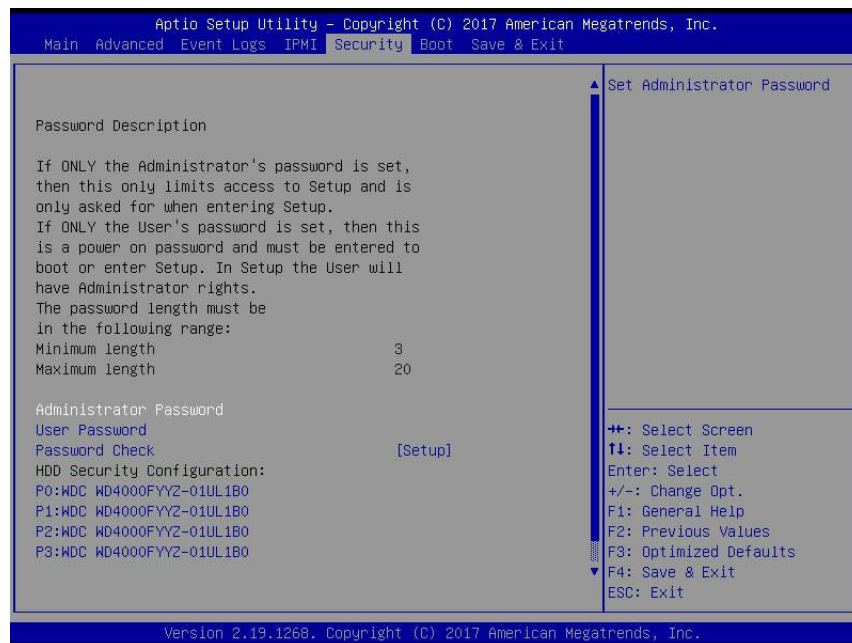 Aptio Setup Utility – Copyright (C) 2017 American Megatrends, Inc.
Main Advanced Event Logs IPMI Security Boot Save & Exit
Password Description
If ONLY the Administrator's password is set,
then this only limits access to Setup and is
only asked for when entering Setup.
If ONLY the User's password is set, then this
is a power on password and must be entered to
boot or enter Setup. In Setup the User will
have Administrator rights.
The password length must be
in the following range:
Minimum length 3
Maximum length 20
Administrator Password
User Password
Password Check [Setup]
HDD Security Configuration:
P0:WDC WD4000FYYZ-01UL1B0
P1:WDC WD4000FYYZ-01UL1B0
P2:WDC WD4000FYYZ-01UL1B0
P3:WDC WD4000FYYZ-01UL1B0
Set Administrator Password
→←: Select Screen
↑↓: Select Item
Enter: Select
+/-: Change Opt.
F1: General Help
F2: Previous Values
F3: Optimized Defaults
F4: Save & Exit
ESC: Exit
Version 2.19.1268. Copyright (C) 2017 American Megatrends, Inc.